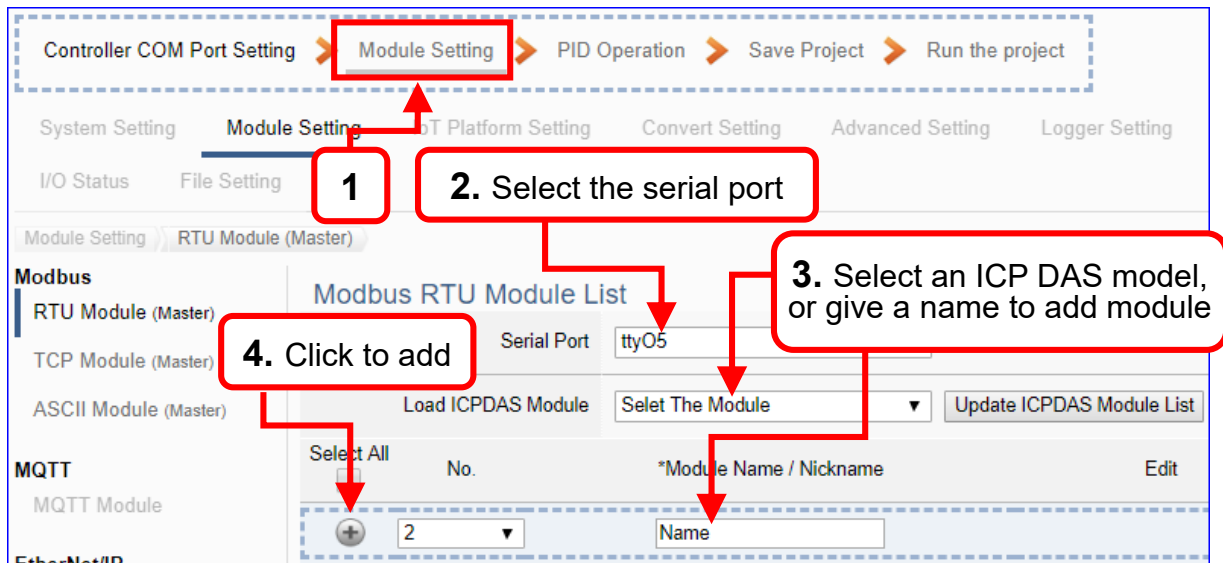 Controller COM Port Setting Module Setting PID Operation Save Project Run the project
System Setting Module Setting IoT Platform Setting Convert Setting Advanced Setting Logger Setting
I/O Status File Setting
1
2. Select the serial port
Module Setting RTU Module (Master)
3. Select an ICP DAS model,
or give a name to add module
Modbus
RTU Module (Master)
TCP Module (Master)
ASCII Module (Master)
MQTT
MQTT Module
EtherNet/IP
Modbus RTU Module List
4. Click to add
Serial Port ttyO5
Load ICPDAS Module Selet The Module Update ICPDAS Module List
Select All No. *Module Name / Nickname Edit
2 Name